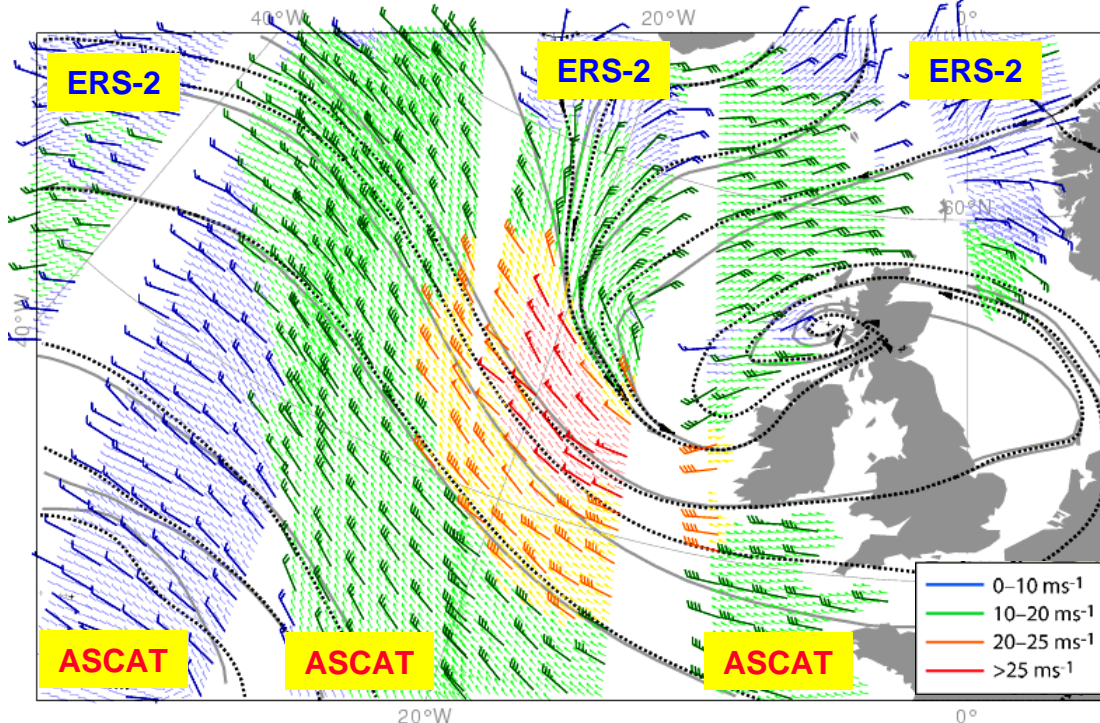 40°W
20°W
0°
ERS-2
ERS-2
ERS-2
60°N
40°W
0–10 ms⁻¹
10–20 ms⁻¹
20–25 ms⁻¹
>25 ms⁻¹
ASCAT
ASCAT
ASCAT
20°W
0°